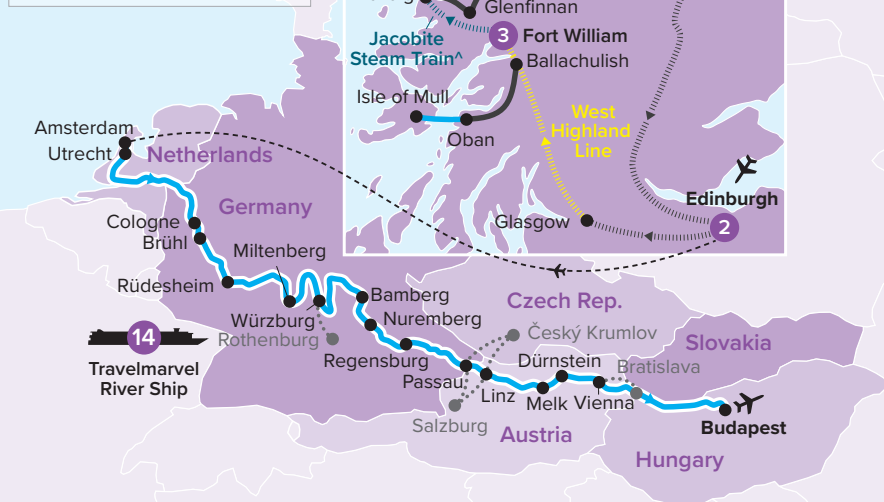 Glenfinnan
3
Fort William
Jacobite
Steam Train^
Ballachulish
Isle of Mull
West
Highland
Line
Oban
Amsterdam
Utrecht
Netherlands
Edinburgh
2
Germany
Glasgow
Cologne
Brühl
Miltenberg
Rüdesheim
Bamberg
Czech Rep.
Würzburg
Nuremberg
Český Krumlov
Rothenburg
14
Slovakia
Travelmarvel
River Ship
Regensburg
Dürnstein
Bratislava
Passau
Linz
Melk
Vienna
Salzburg
Austria
Budapest
Hungary